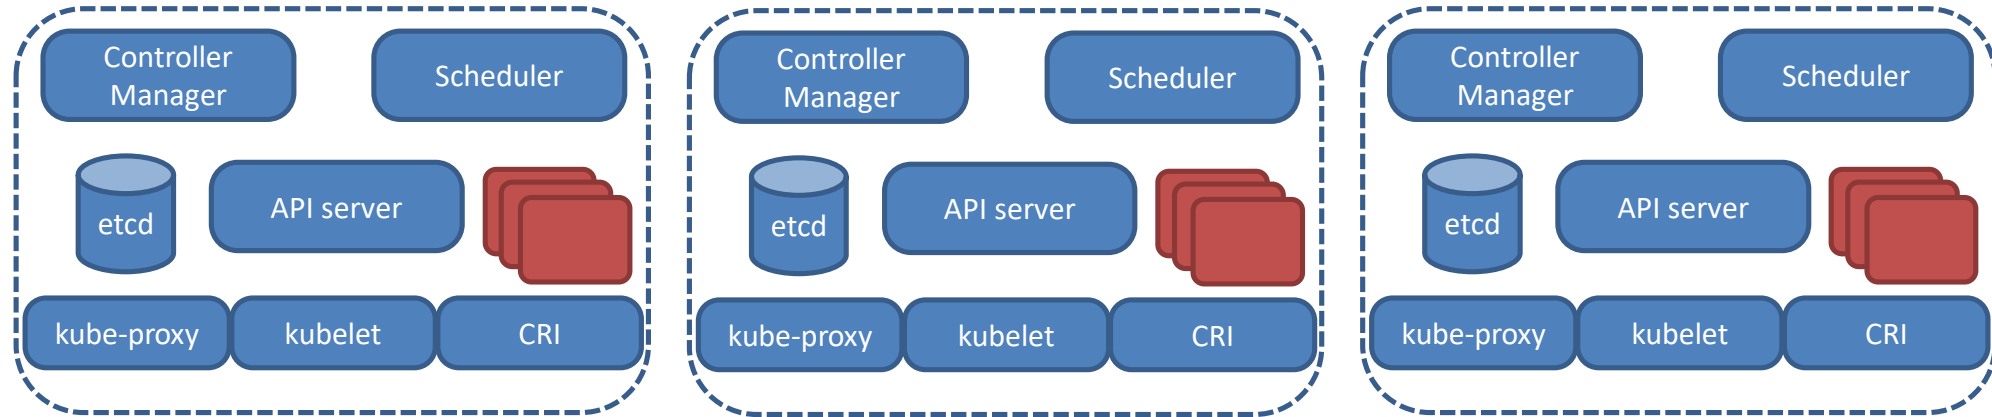 Controller
Manager
Scheduler
etcd
API server
kube-proxy
kubelet
CRI
Controller
Manager
Scheduler
etcd
API server
kube-proxy
kubelet
CRI
Controller
Manager
Scheduler
etcd
API server
kube-proxy
kubelet
CRI